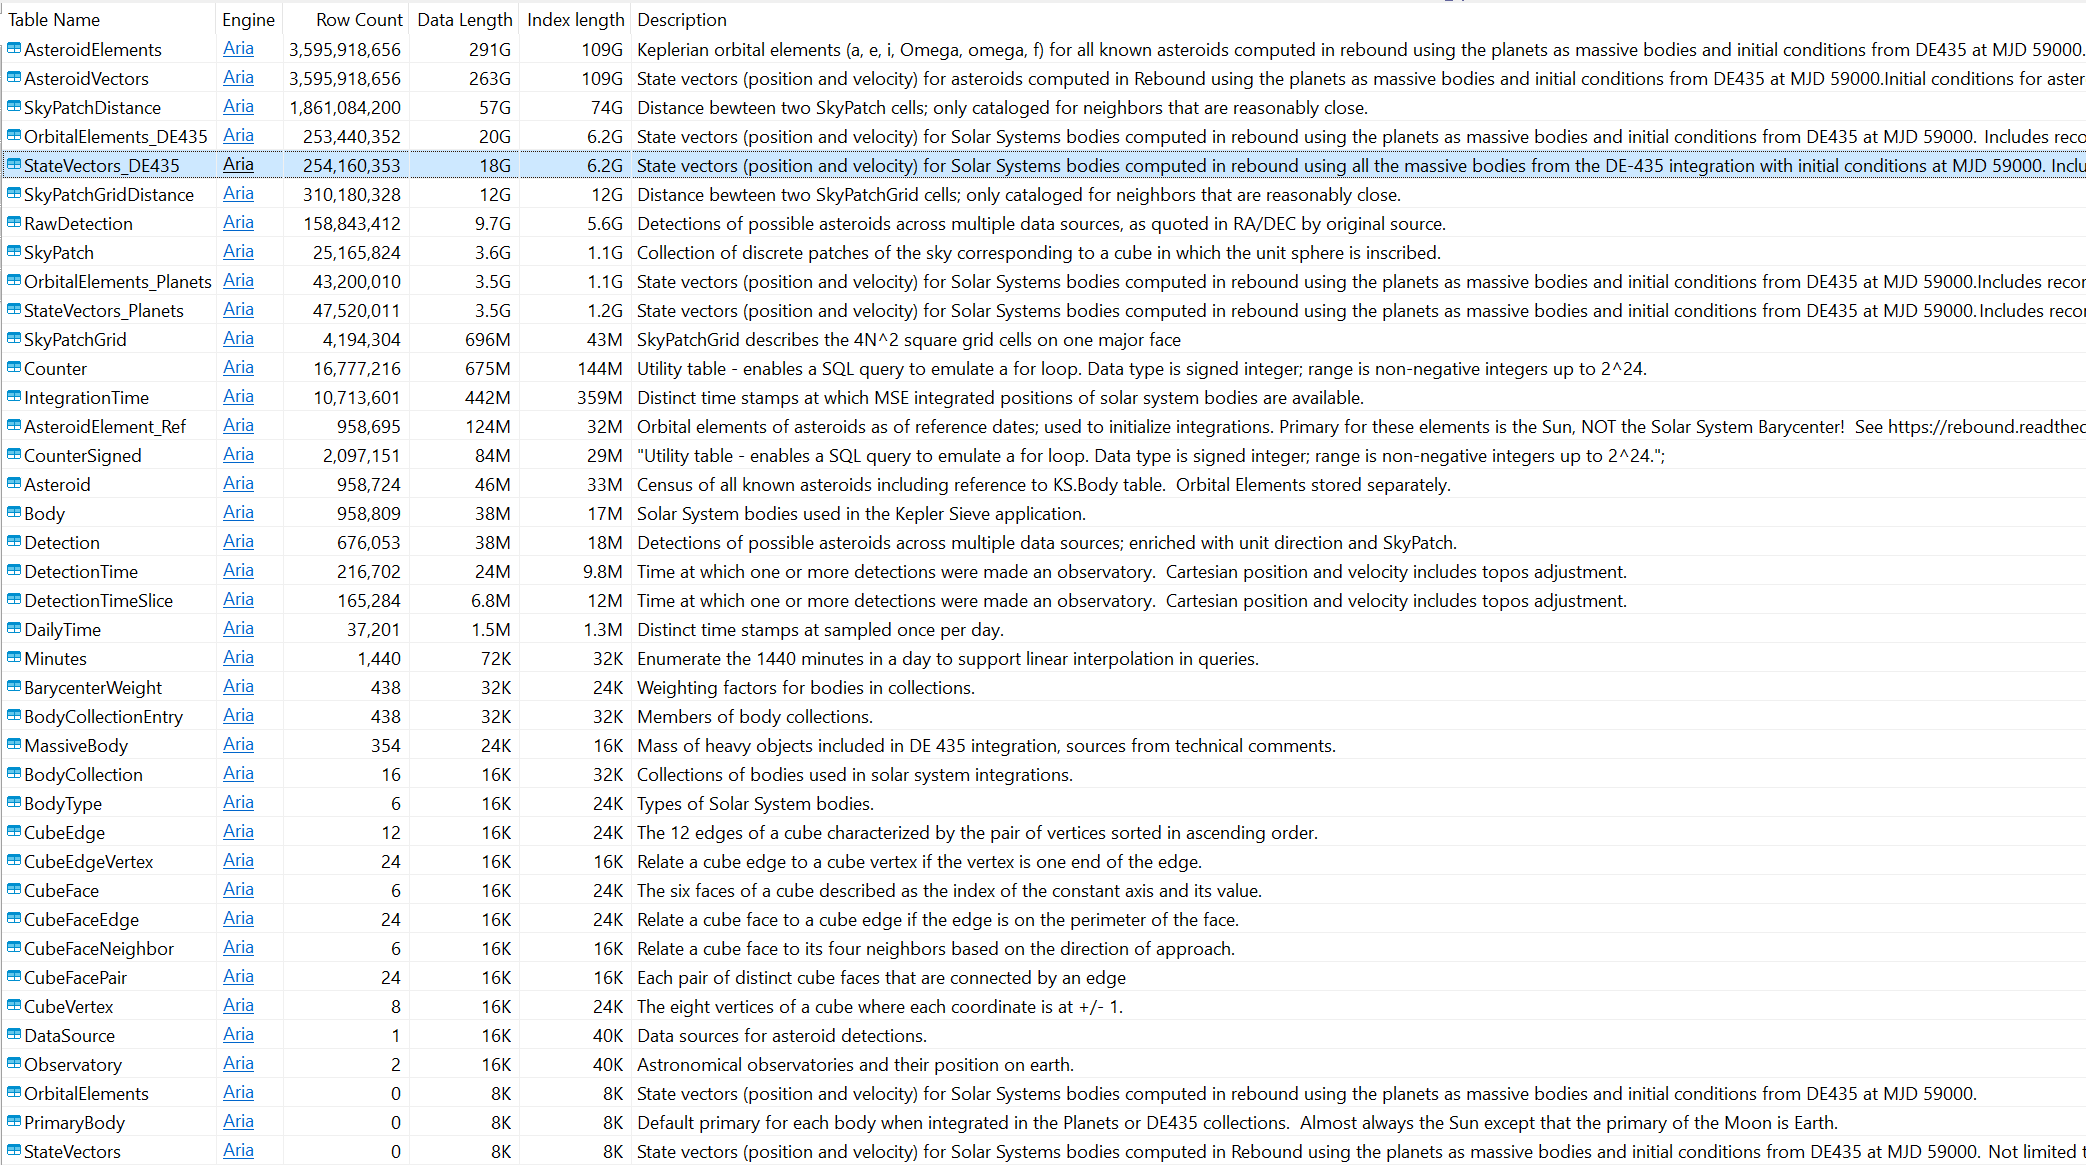 Table Name Engine Row Count Data Length Index length Description
AsteroidElements Aria 3,595,918,656 291G 109G Keplerian orbital elements (a, e, i, Omega, omega, f) for all known asteroids computed in rebound using the planets as massive bodies and initial conditions from DE435 at MJD 59000.
AsteroidVectors Aria 3,595,918,656 263G 109G State vectors (position and velocity) for asteroids computed in Rebound using the planets as massive bodies and initial conditions from DE435 at MJD 59000.Initial conditions for aster
SkyPatchDistance Aria 1,861,084,200 57G 74G Distance bewteen two SkyPatch cells; only cataloged for neighbors that are reasonably close.
OrbitalElements_DE435 Aria 253,440,352 20G 6.2G State vectors (position and velocity) for Solar Systems bodies computed in rebound using the planets as massive bodies and initial conditions from DE435 at MJD 59000. Includes reco
StateVectors_DE435 Aria 254,160,353 18G 6.2G State vectors (position and velocity) for Solar Systems bodies computed in rebound using all the massive bodies from the DE-435 integration with initial conditions at MJD 59000. Inclu
SkyPatchGridDistance Aria 310,180,328 12G 12G Distance bewteen two SkyPatchGrid cells; only cataloged for neighbors that are reasonably close.
RawDetection Aria 158,843,412 9.7G 5.6G Detections of possible asteroids across multiple data sources, as quoted in RA/DEC by original source.
SkyPatch Aria 25,165,824 3.6G 1.1G Collection of discrete patches of the sky corresponding to a cube in which the unit sphere is inscribed.
OrbitalElements_Planets Aria 43,200,010 3.5G 1.1G State vectors (position and velocity) for Solar Systems bodies computed in rebound using the planets as massive bodies and initial conditions from DE435 at MJD 59000.Includes recor
StateVectors_Planets Aria 47,520,011 3.5G 1.2G State vectors (position and velocity) for Solar Systems bodies computed in rebound using the planets as massive bodies and initial conditions from DE435 at MJD 59000.Includes recor
SkyPatchGrid Aria 4,194,304 696M 43M SkyPatchGrid describes the 4N^2 square grid cells on one major face
Counter Aria 16,777,216 675M 144M Utility table - enables a SQL query to emulate a for loop. Data type is signed integer; range is non-negative integers up to 2^24.
IntegrationTime Aria 10,713,601 442M 359M Distinct time stamps at which MSE integrated positions of solar system bodies are available.
AsteroidElement_Ref Aria 958,695 124M 32M Orbital elements of asteroids as of reference dates; used to initialize integrations. Primary for these elements is the Sun, NOT the Solar System Barycenter! See https://rebound.readthedc
CounterSigned Aria 2,097,151 84M 29M "Utility table - enables a SQL query to emulate a for loop. Data type is signed integer; range is non-negative integers up to 2^24.";
Asteroid Aria 958,724 46M 33M Census of all known asteroids including reference to KS.Body table. Orbital Elements stored separately.
Body Aria 958,809 38M 17M Solar System bodies used in the Kepler Sieve application.
Detection Aria 676,053 38M 18M Detections of possible asteroids across multiple data sources; enriched with unit direction and SkyPatch.
DetectionTime Aria 216,702 24M 9.8M Time at which one or more detections were made an observatory. Cartesian position and velocity includes topos adjustment.
DetectionTimeSlice Aria 165,284 6.8M 12M Time at which one or more detections were made an observatory. Cartesian position and velocity includes topos adjustment.
DailyTime Aria 37,201 1.5M 1.3M Distinct time stamps at sampled once per day.
Minutes Aria 1,440 72K 32K Enumerate the 1440 minutes in a day to support linear interpolation in queries.
BarycenterWeight Aria 438 32K 24K Weighting factors for bodies in collections.
BodyCollectionEntry Aria 438 32K 32K Members of body collections.
MassiveBody Aria 354 24K 16K Mass of heavy objects included in DE 435 integration, sources from technical comments.
BodyCollection Aria 16 16K 32K Collections of bodies used in solar system integrations.
BodyType Aria 6 16K 24K Types of Solar System bodies.
CubeEdge Aria 12 16K 24K The 12 edges of a cube characterized by the pair of vertices sorted in ascending order.
CubeEdgeVertex Aria 24 16K 16K Relate a cube edge to a cube vertex if the vertex is one end of the edge.
CubeFace Aria 6 16K 24K The six faces of a cube described as the index of the constant axis and its value.
CubeFaceEdge Aria 24 16K 24K Relate a cube face to a cube edge if the edge is on the perimeter of the face.
CubeFaceNeighbor Aria 6 16K 16K Relate a cube face to its four neighbors based on the direction of approach.
CubeFacePair Aria 24 16K 16K Each pair of distinct cube faces that are connected by an edge
CubeVertex Aria 8 16K 24K The eight vertices of a cube where each coordinate is at +/- 1.
DataSource Aria 1 16K 40K Data sources for asteroid detections.
Observatory Aria 2 16K 40K Astronomical observatories and their position on earth.
OrbitalElements Aria 0 8K 8K State vectors (position and velocity) for Solar Systems bodies computed in rebound using the planets as massive bodies and initial conditions from DE435 at MJD 59000.
PrimaryBody Aria 0 8K 8K Default primary for each body when integrated in the Planets or DE435 collections. Almost always the Sun except that the primary of the Moon is Earth.
StateVectors Aria 0 8K 8K State vectors (position and velocity) for Solar Systems bodies computed in Rebound using the planets as massive bodies and initial conditions from DE435 at MJD 59000. Not limited t